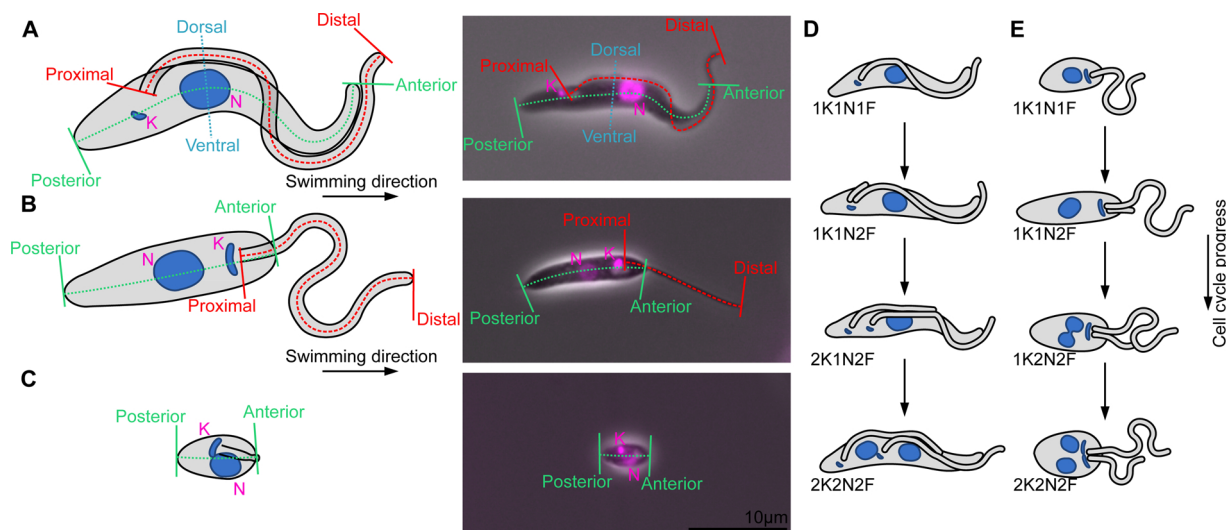 A
Dorsal
Distal
Proximal
Anterior
N
K
Ventral
Posterior
Swimming direction
Dorsal
Distal
Proximal
K
Anterior
N
Ventral
Posterior
B
Anterior
Posterior
K
N
Proximal
Distal
Swimming direction
Proximal
K
N
Distal
Anterior
Posterior
C
Posterior
Anterior
K
N
K
N
Posterior
Anterior
10μm
D
1K1N1F
1K1N2F
2K1N2F
2K2N2F
E
1K1N1F
1K1N2F
1K2N2F
2K2N2F
Cell cycle progress